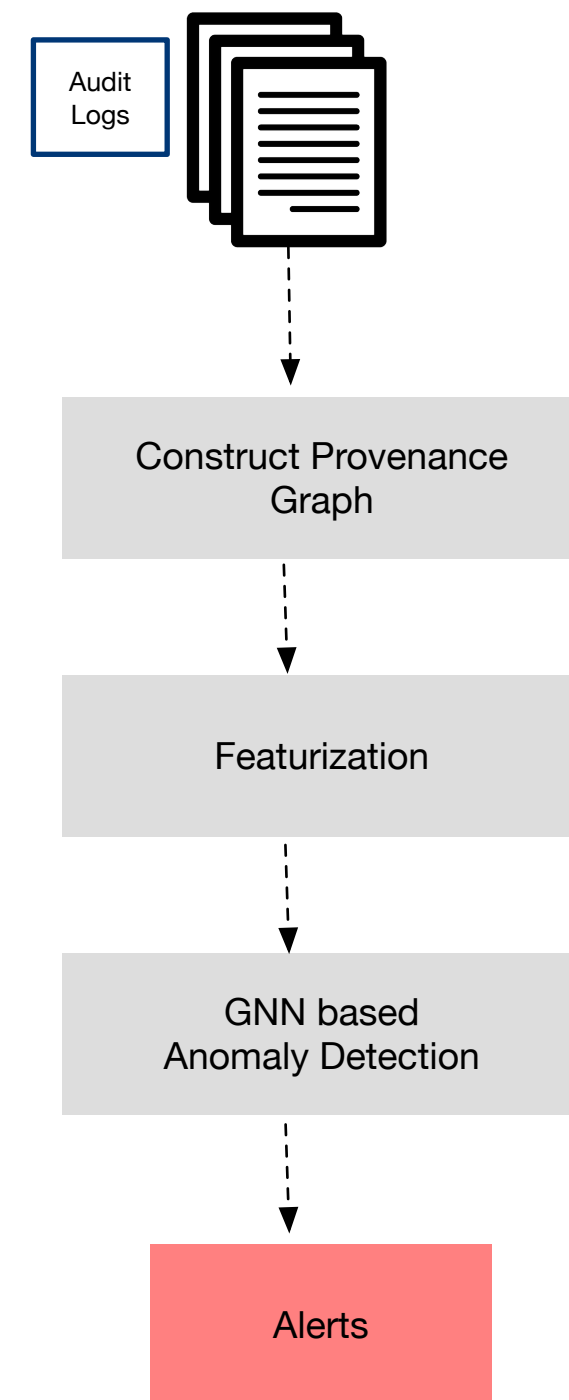 Audit
Logs
Construct Provenance
Graph
Featurization
GNN based
Anomaly Detection
Alerts